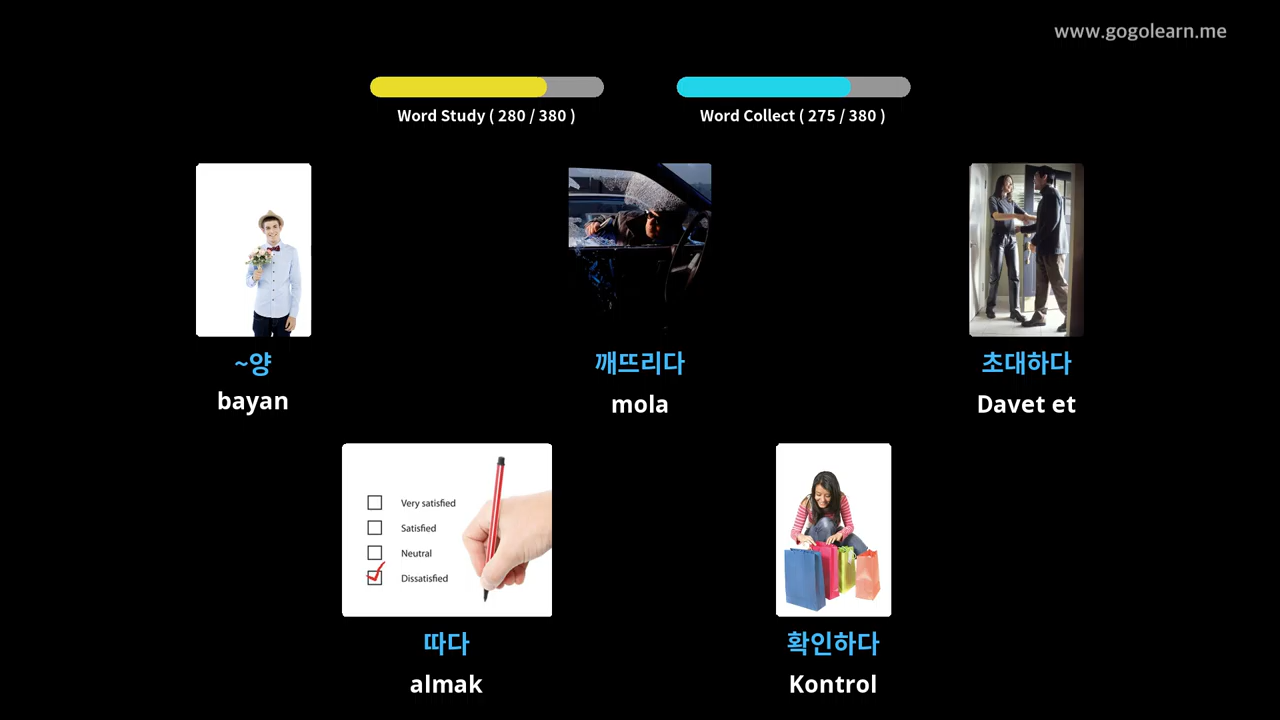 www.gogolearn.me
Word Study ( 280 / 380 )
Word Collect ( 275 / 380 )
~양
bayan
깨뜨리다
mola
초대하다
Davet et
Very satisfied
Satisfied
Neutral
Dissatisfied
따다
almak
확인하다
Kontrol